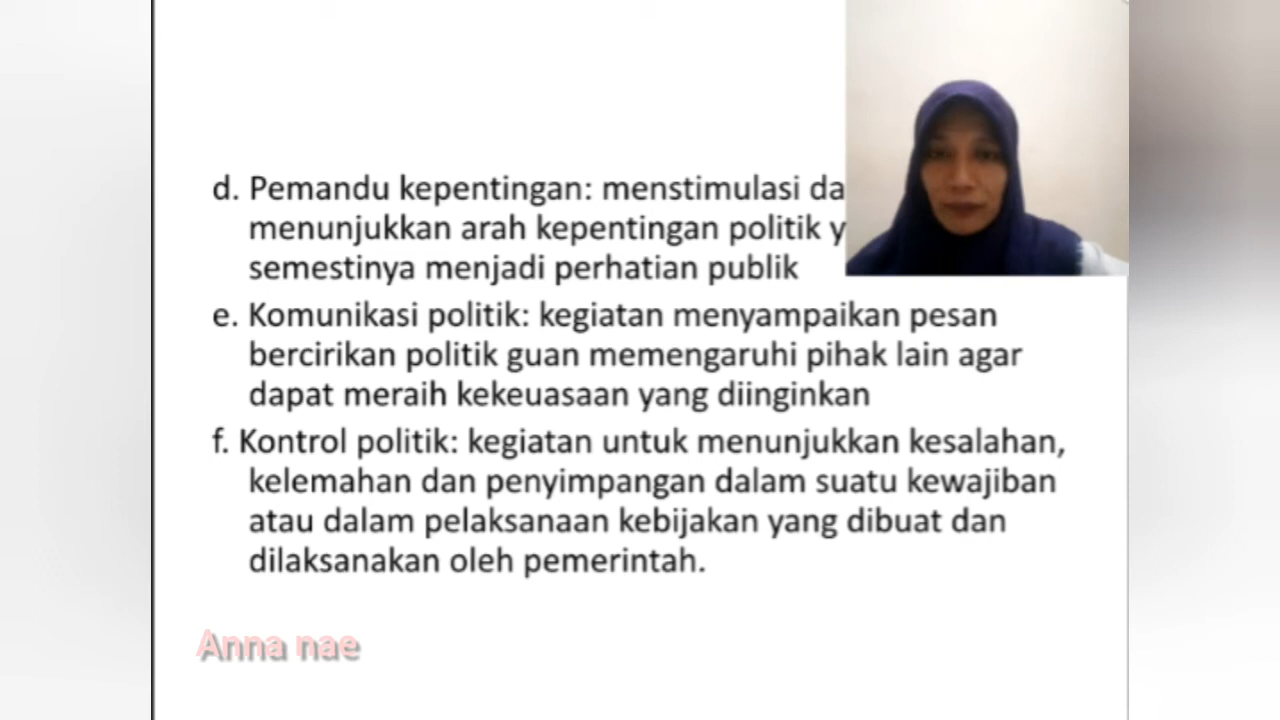 d. Pemandu kepentingan: menstimulasi
menunjukkan arah kepentingan politik
semestinya menjadi perhatian publik
e. Komunikasi politik: kegiatan menyampaikan pesan
bercirikan politik guan memengaruhi pihak lain agar
dapat meraih kekeuasaan yang diinginkan
f. Kontrol politik: kegiatan untuk menunjukkan kesalahan,
kelemahan dan penyimpangan dalam suatu kewajiban
atau dalam pelaksanaan kebijakan yang dibuat dan
dilaksanakan oleh pemerintah.
Anna nae